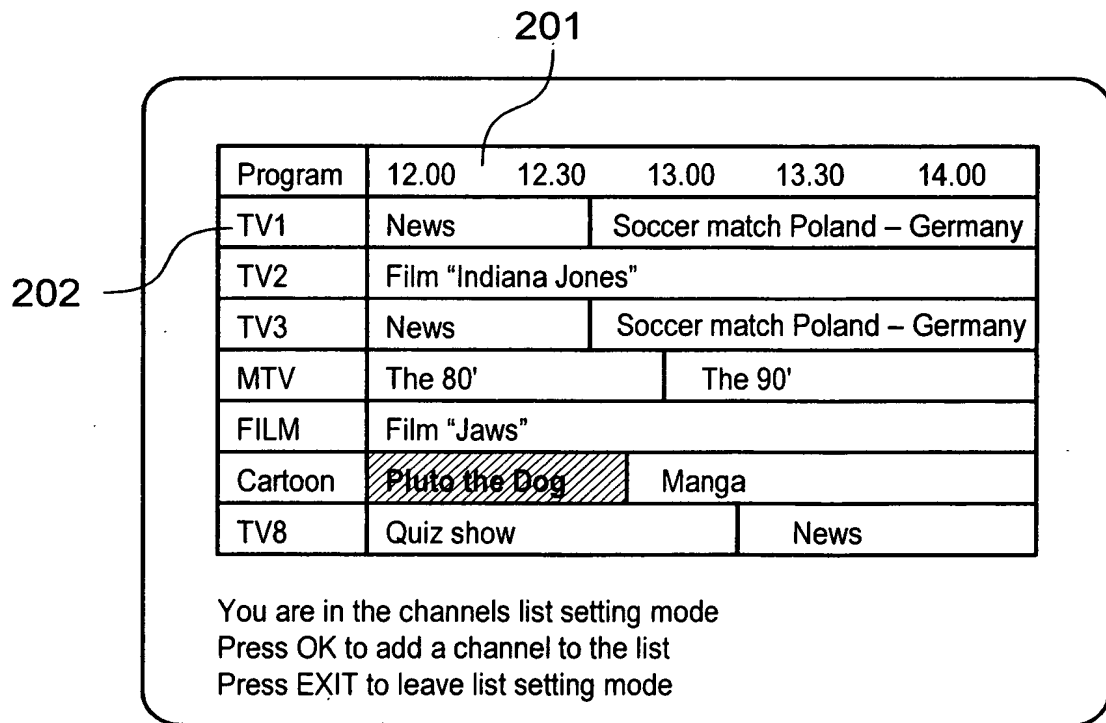 201
Program 12.00 12.30 13.00 13.30 14.00
TV1 News Soccer match Poland – Germany
202
TV2 Film “Indiana Jones”
TV3 News Soccer match Poland – Germany
MTV The 80' The 90'
FILM Film “Jaws”
Cartoon Pluto the Dog Manga
TV8 Quiz show News
You are in the channels list setting mode
Press OK to add a channel to the list
Press EXIT to leave list setting mode